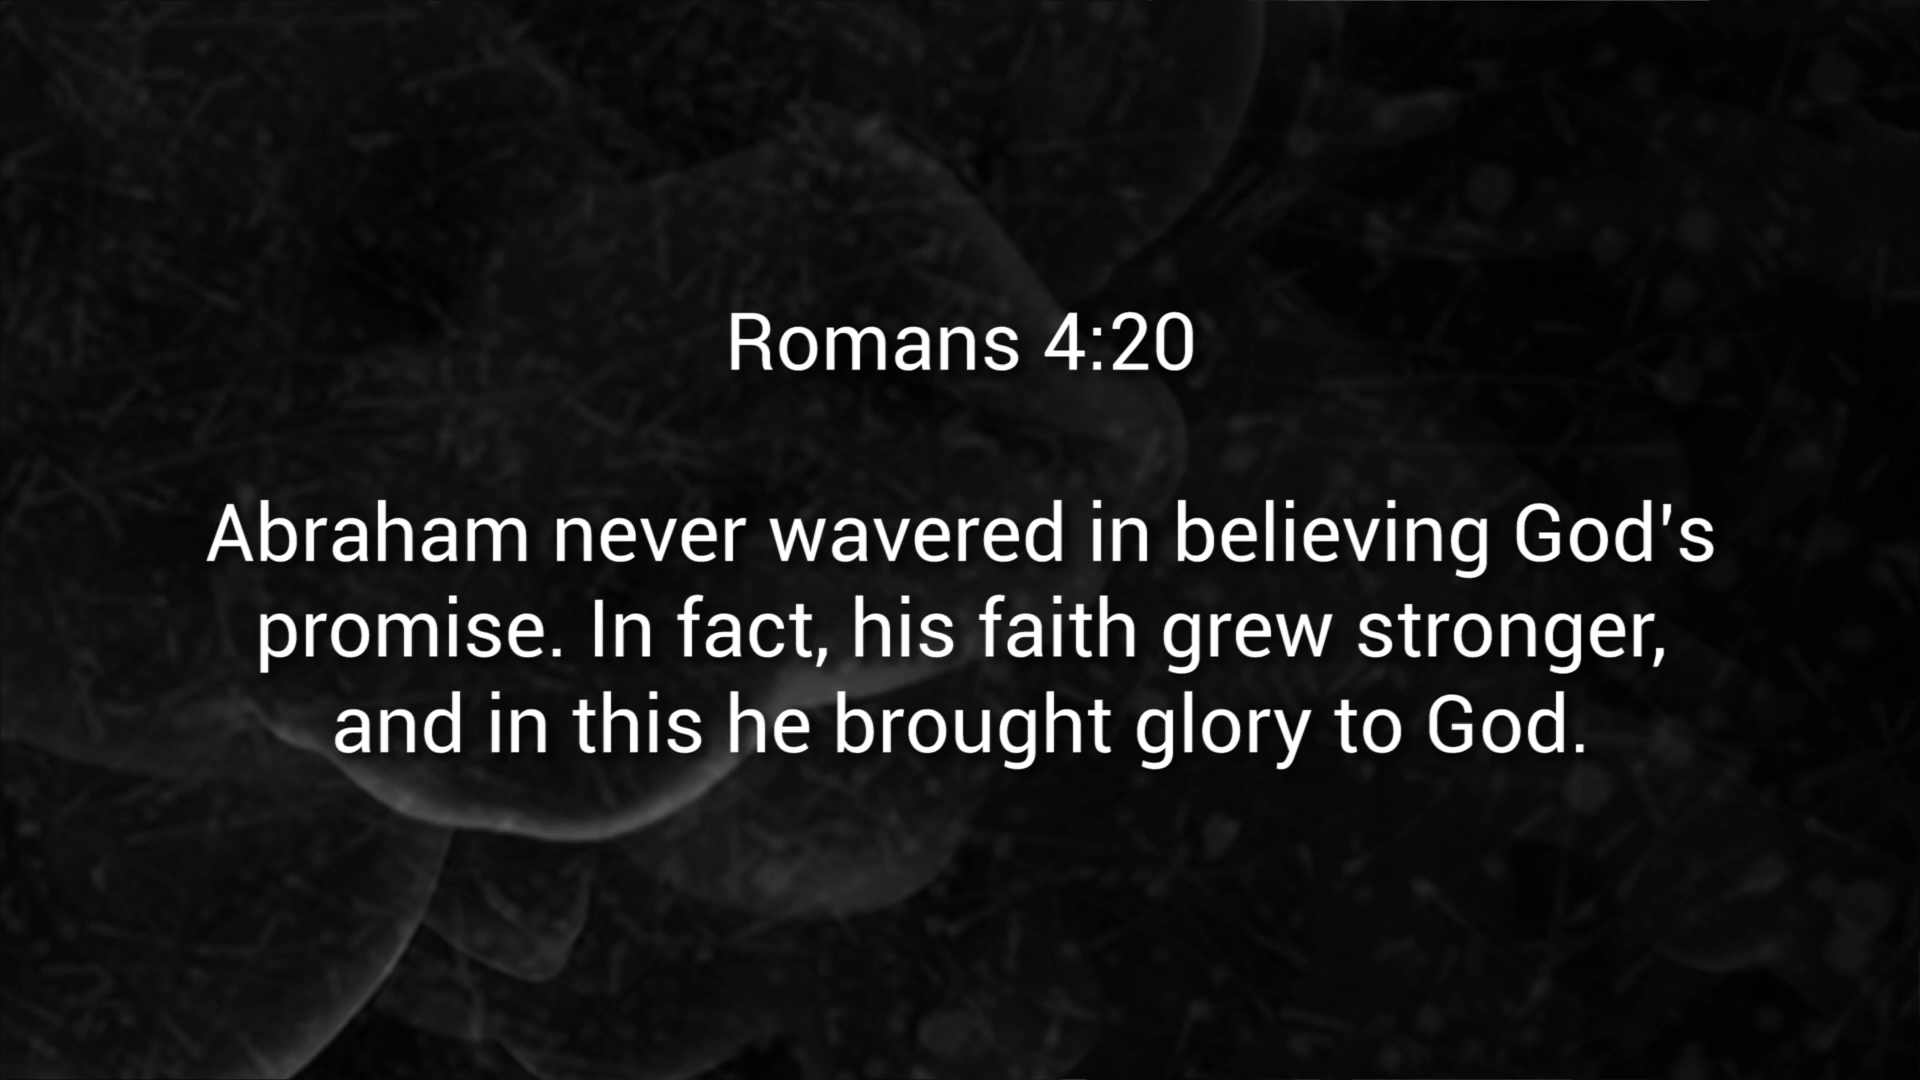 Romans 4:20
Abraham never wavered in believing God's
promise. In fact, his faith grew stronger,
and in this he brought glory to God.